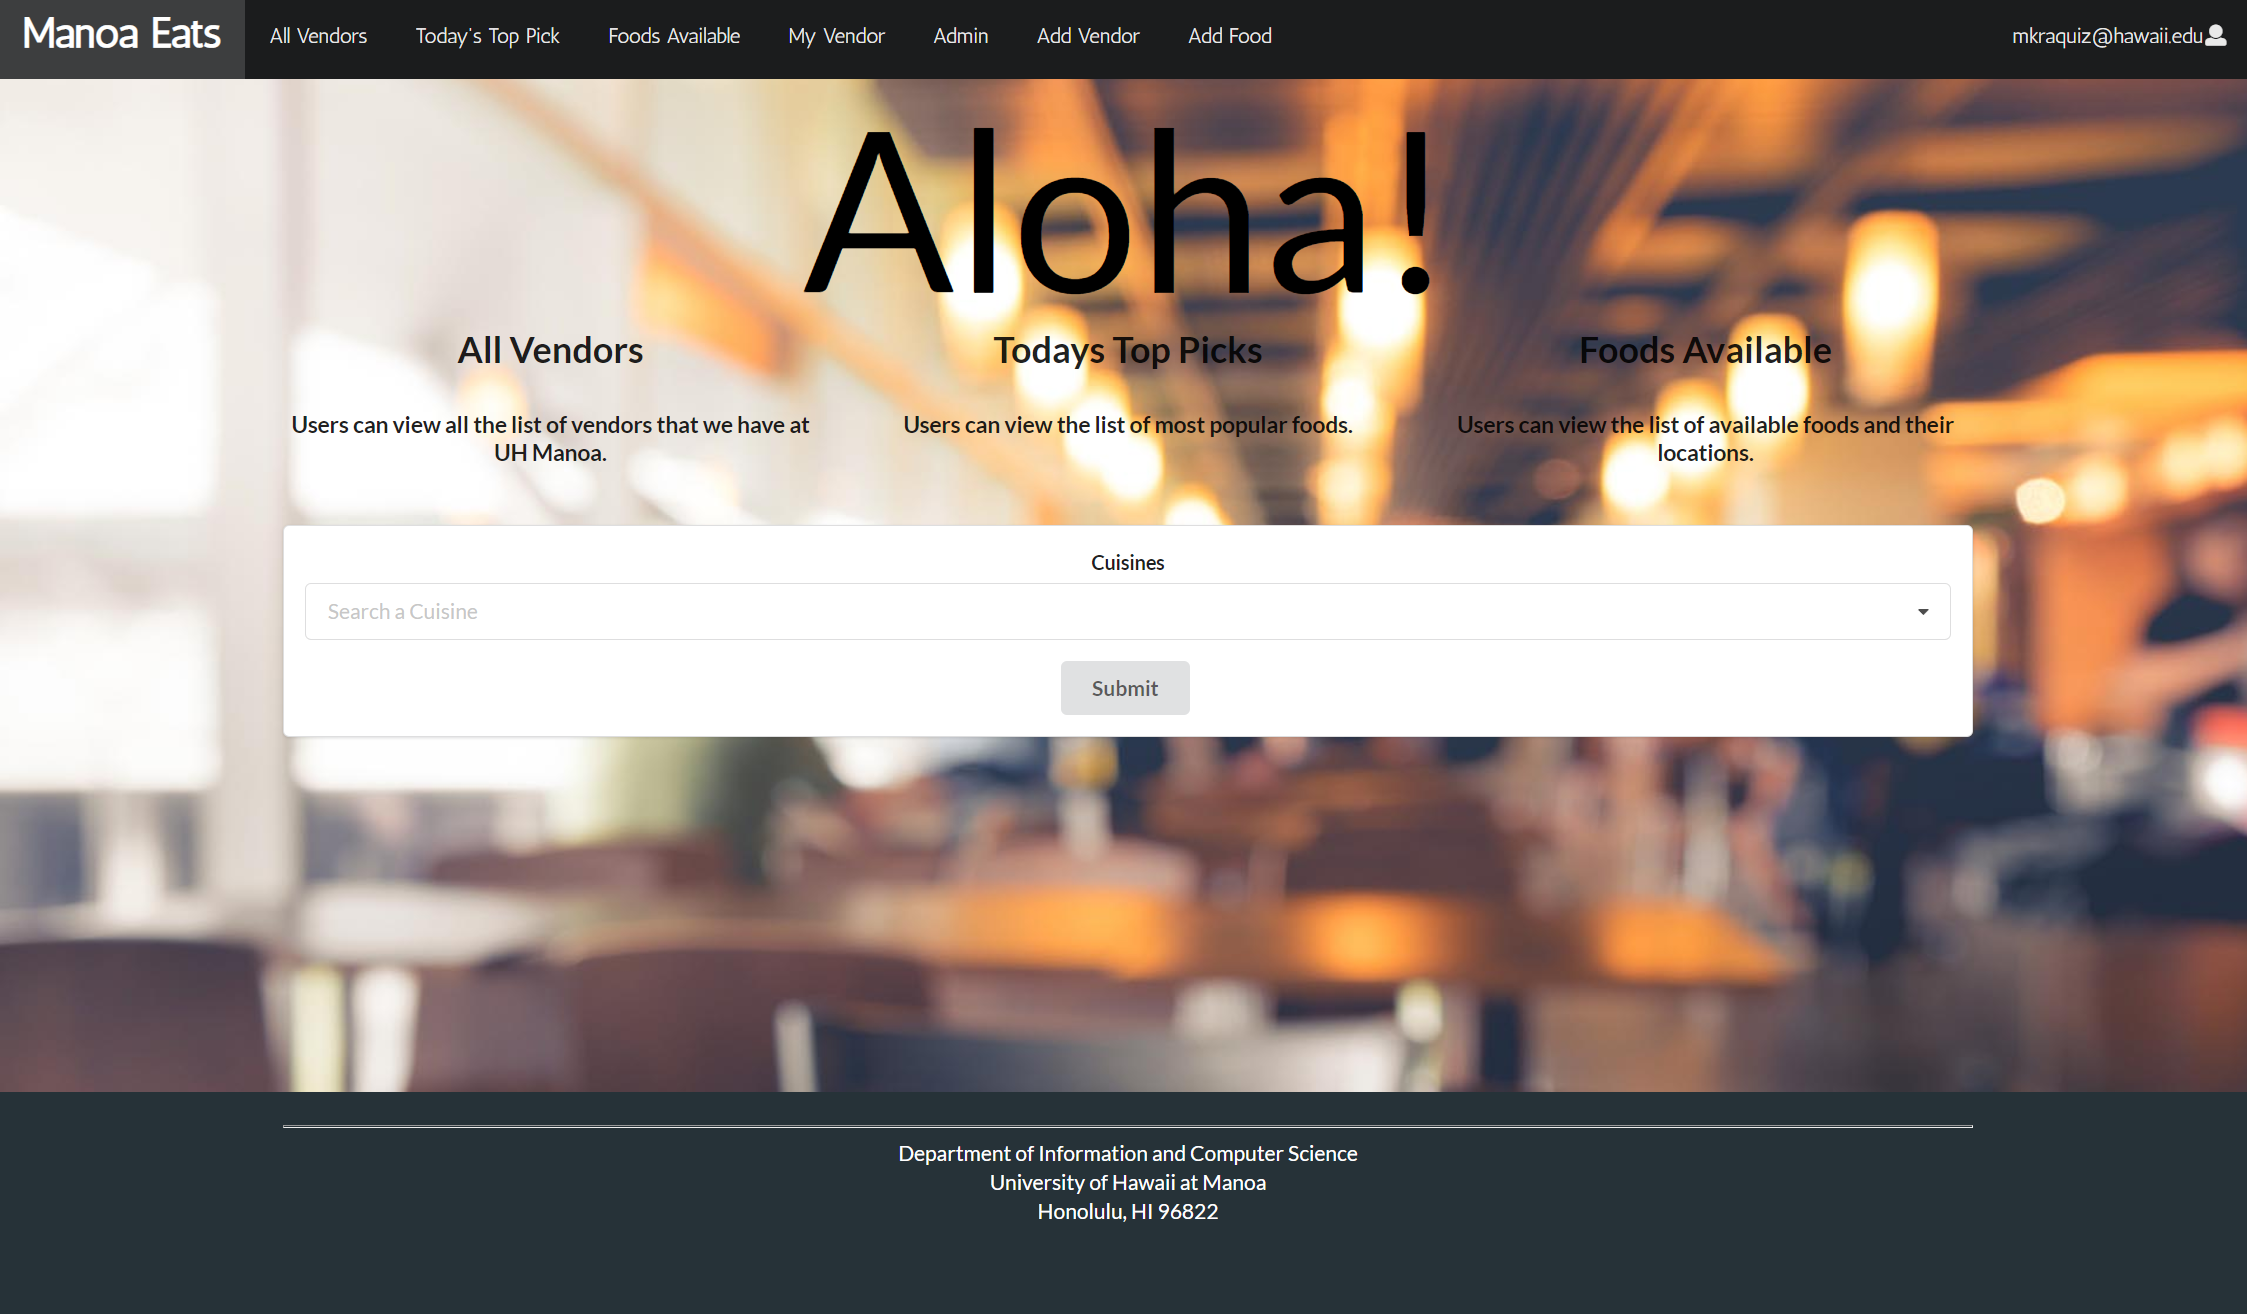 Manoa Eats
All Vendors
Today's Top Pick
Foods Available
My Vendor
Admin
Add Vendor
Add Food
mkraquiz@hawaii.edu
Aloha!
All Vendors
Users can view all the list of vendors that we have at
UH Manoa.
Todays Top Picks
Users can view the list of most popular foods.
Foods Available
Users can view the list of available foods and their
locations.
Cuisines
Search a Cuisine
Submit
Department of Information and Computer Science
University of Hawaii at Manoa
Honolulu, HI 96822